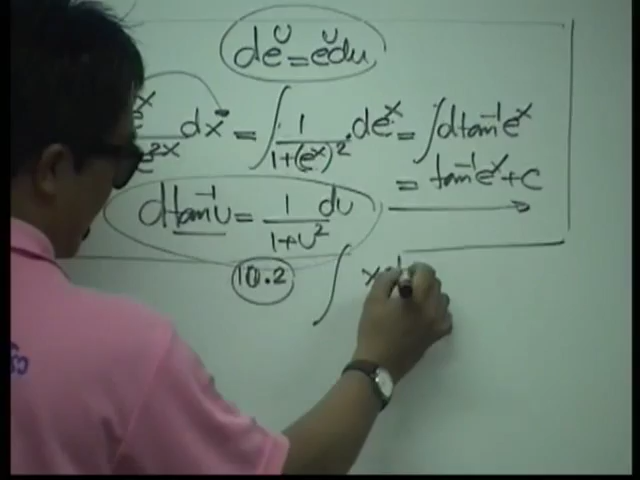 de^u = e^u du
e^x / e^{2x} dx = ∫ 1/(1+(e^x)^2) · de^x = ∫ d tan^{-1} e^x
= tan^{-1} e^x + C
d tan^{-1} u = 1/(1+u^2) du
10.2 ∫ x